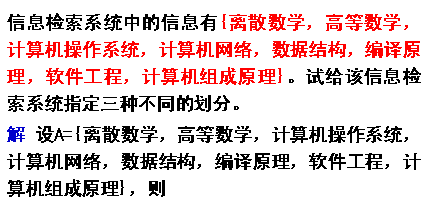 信息检索系统中的信息有{离散数学，高等数学，
计算机操作系统，计算机网络，数据结构，编译原
理，软件工程，计算机组成原理}。试给该信息检
索系统指定三种不同的划分。
解 设A={离散数学，高等数学，计算机操作系统，
计算机网络，数据结构，编译原理，软件工程，计
算机组成原理}，则